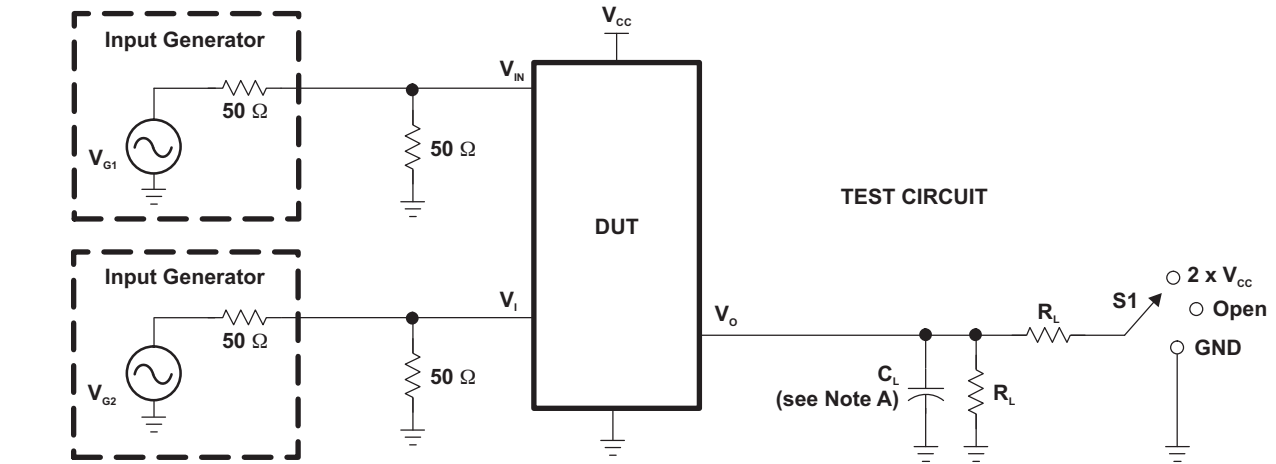 Input Generator
V_CC
V_IN
50 Ω
50 Ω
V_G1
TEST CIRCUIT
DUT
Input Generator
V_I
50 Ω
50 Ω
V_G2
V_O
2 x V_CC
S1
Open
R_L
GND
C_L
(see Note A)
R_L